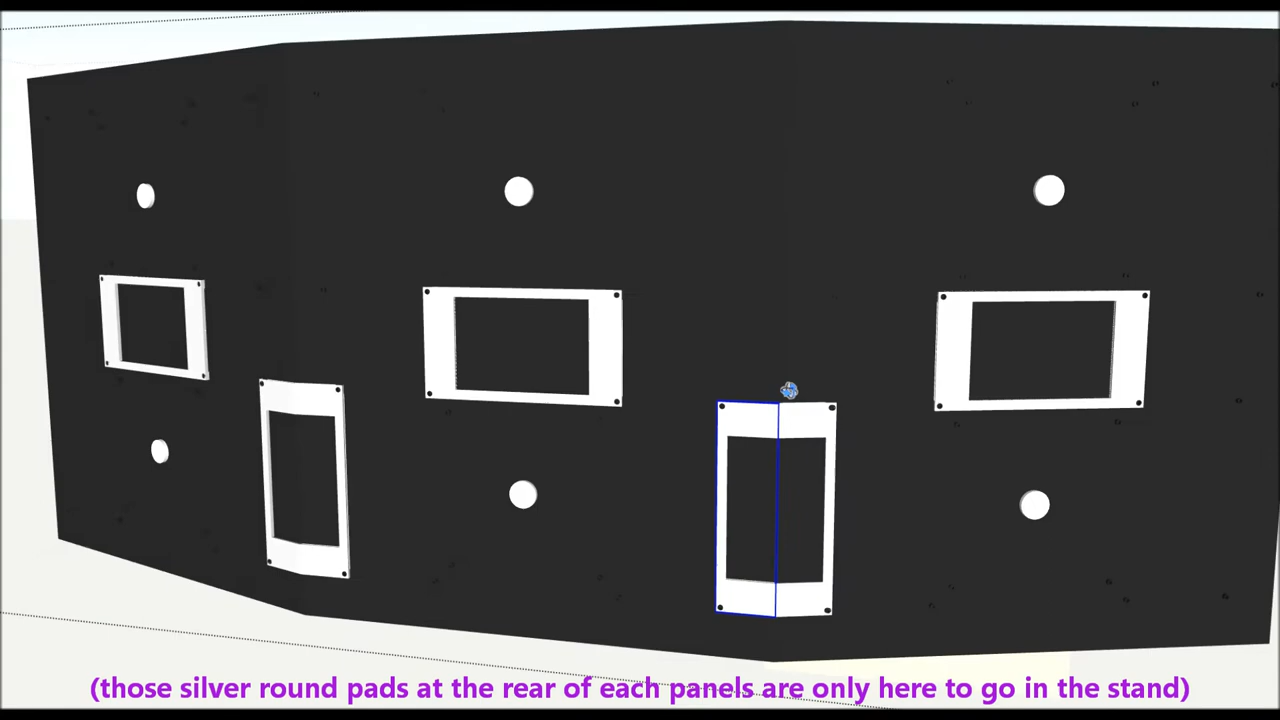 (those silver round pads at the rear of each panels are only here to go in the stand)